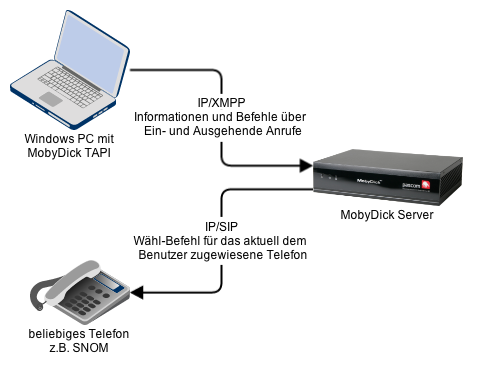 IP/XMPP
Informationen und Befehle über
Ein- und Ausgehende Anrufe
Windows PC mit
MobyDick TAPI
MobyDick
pascom
MobyDick Server
IP/SIP
Wähl-Befehl für das aktuell dem
Benutzer zugewiesene Telefon
beliebiges Telefon
z.B. SNOM